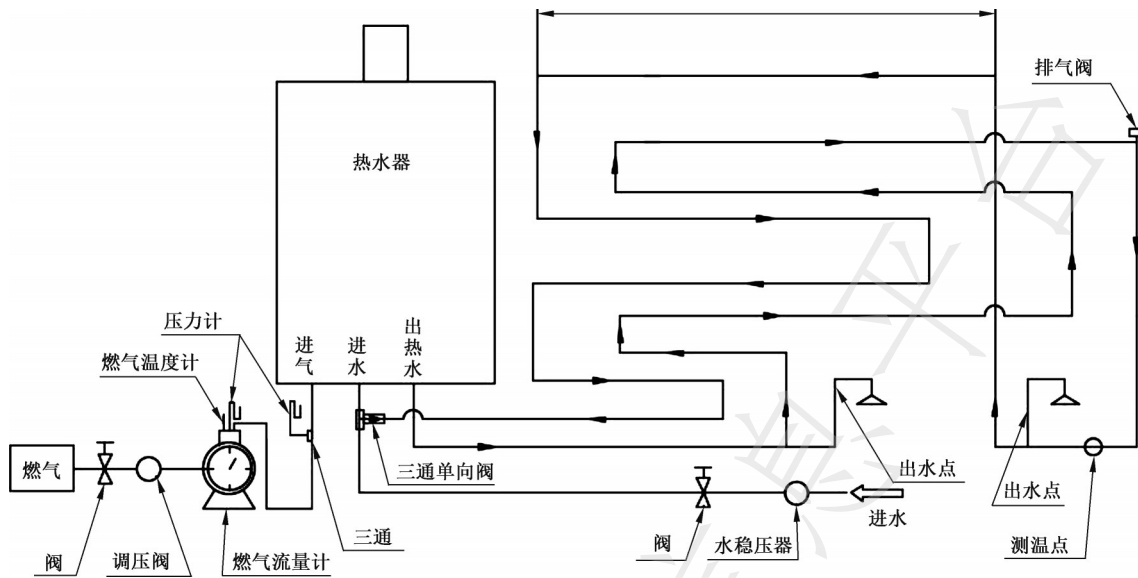 排气阀
热水器
压力计
燃气温度计
进气
进水
出热水
燃气
三通单向阀
出水点
出水点
进水
阀
调压阀
燃气流量计
三通
阀
水稳压器
测温点